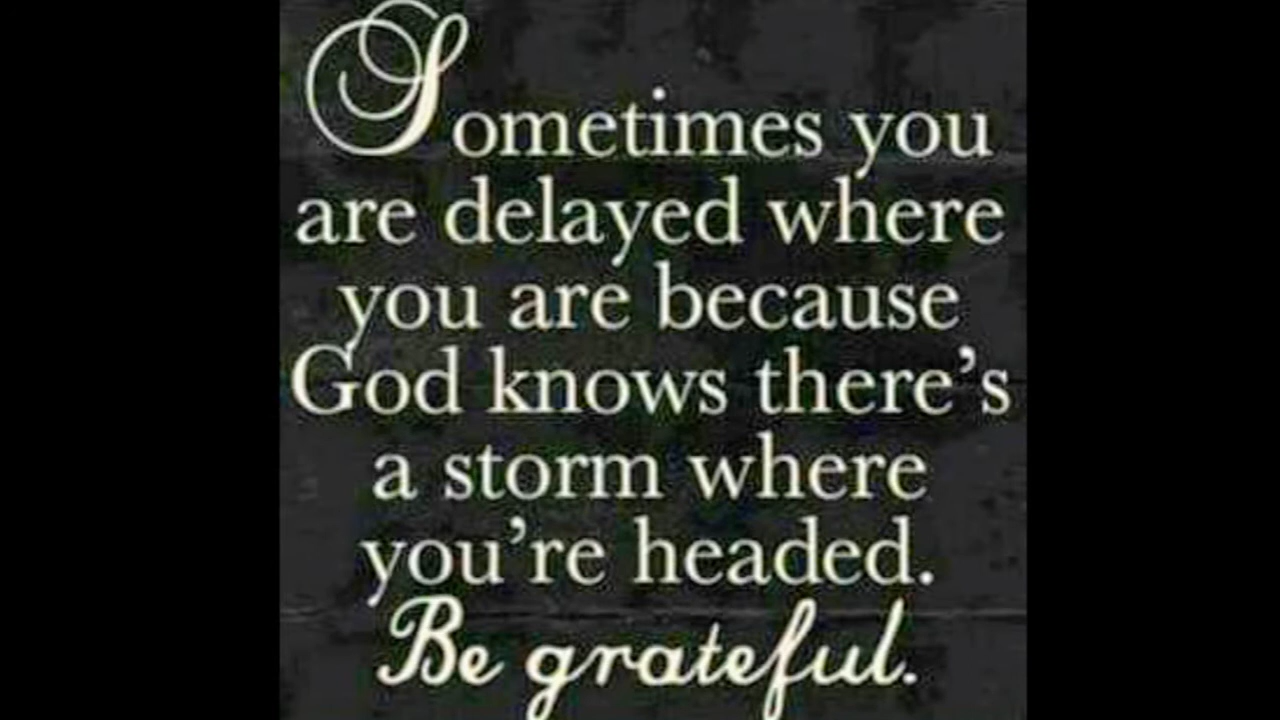 Sometimes you
are delayed where
you are because
God knows there’s
a storm where
you’re headed.
Be grateful.